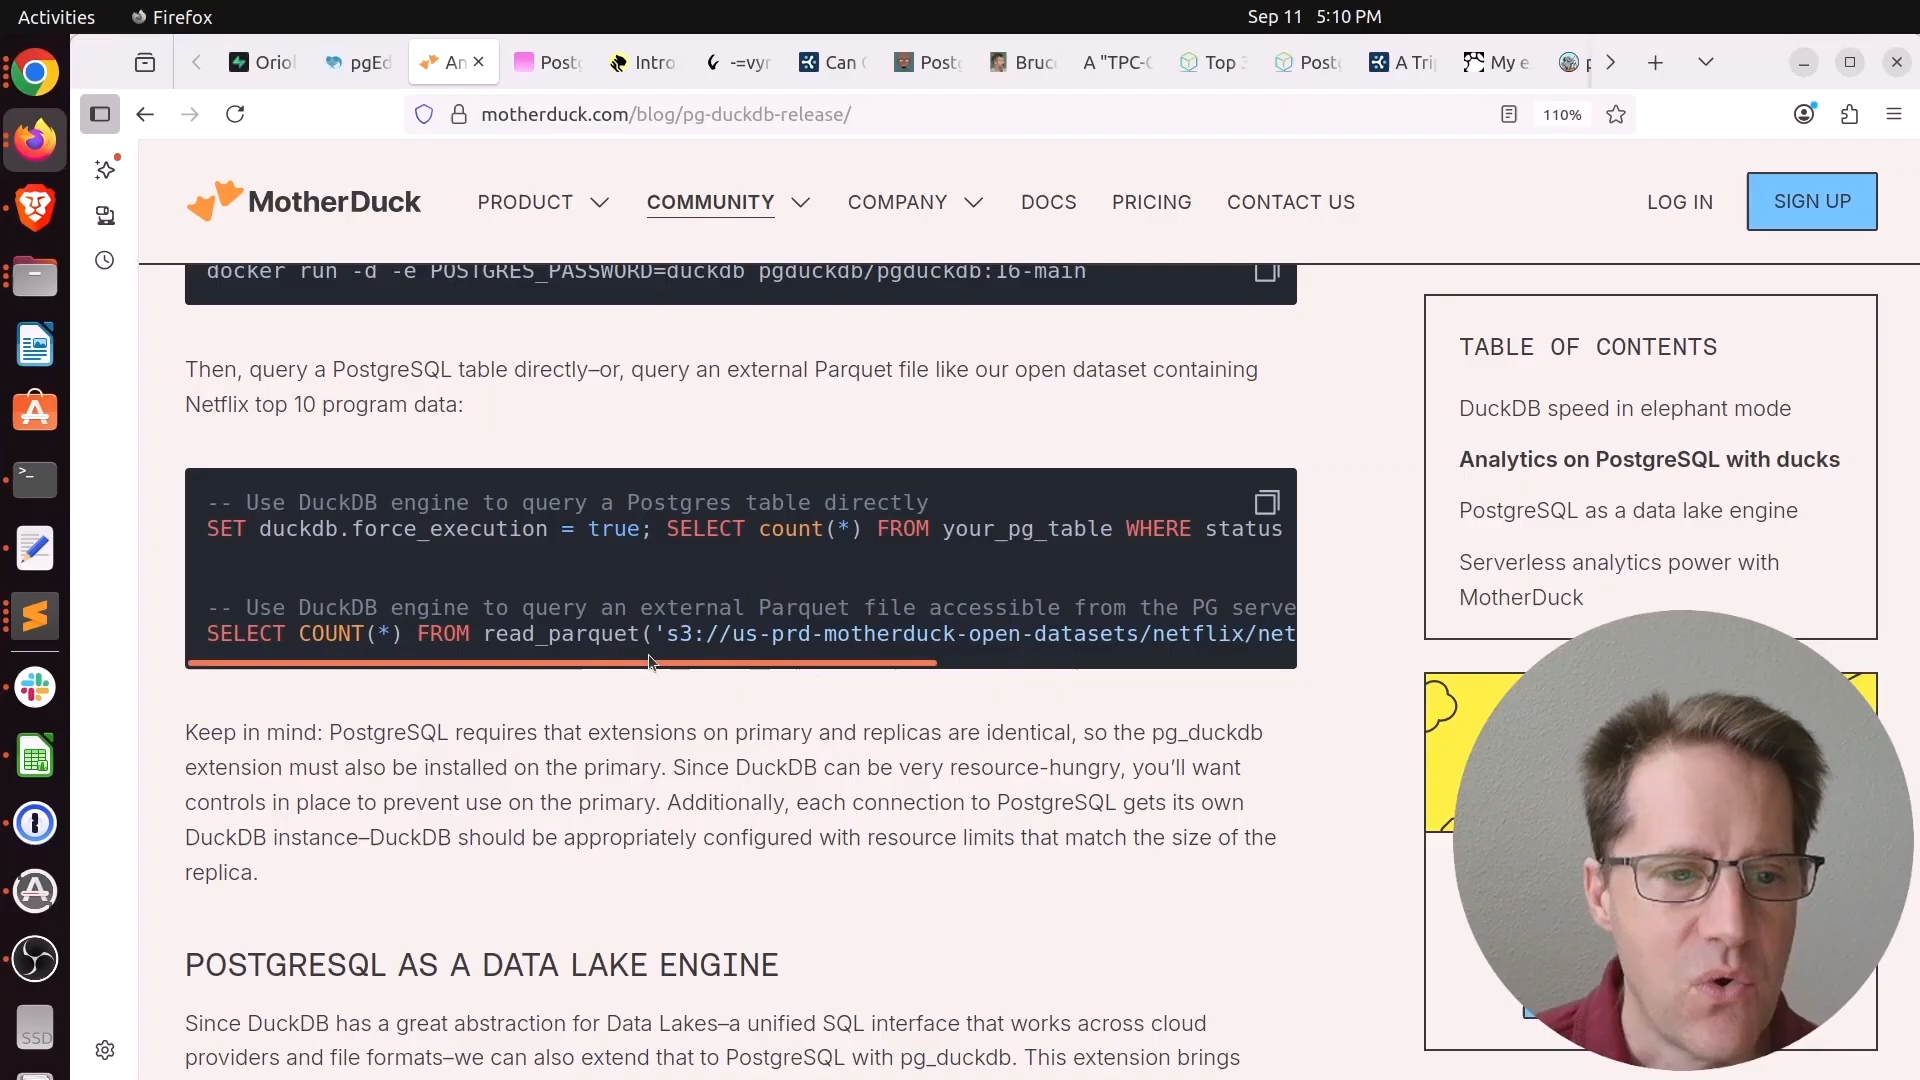 Activities
Firefox
Sep 11 5:10 PM
Oriol
pgEd
An
Postg
Intro
-=vyr
Can
Postg
Bruc
A "TPC-
Top 3
Postg
A Tri
My e
motherduck.com/blog/pg-duckdb-release/
110%
MotherDuck
PRODUCT
COMMUNITY
COMPANY
DOCS
PRICING
CONTACT US
LOG IN
SIGN UP
docker run -d -e POSTGRES_PASSWORD=duckdb pgduckdb/pgduckdb:16-main
Then, query a PostgreSQL table directly–or, query an external Parquet file like our open dataset containing
Netflix top 10 program data:
-- Use DuckDB engine to query a Postgres table directly
SET duckdb.force_execution = true; SELECT count(*) FROM your_pg_table WHERE status
-- Use DuckDB engine to query an external Parquet file accessible from the PG serve
SELECT COUNT(*) FROM read_parquet('s3://us-prd-motherduck-open-datasets/netflix/net
Keep in mind: PostgreSQL requires that extensions on primary and replicas are identical, so the pg_duckdb
extension must also be installed on the primary. Since DuckDB can be very resource-hungry, you'll want
controls in place to prevent use on the primary. Additionally, each connection to PostgreSQL gets its own
DuckDB instance–DuckDB should be appropriately configured with resource limits that match the size of the
replica.
POSTGRESQL AS A DATA LAKE ENGINE
Since DuckDB has a great abstraction for Data Lakes–a unified SQL interface that works across cloud
providers and file formats–we can also extend that to PostgreSQL with pg_duckdb. This extension brings
TABLE OF CONTENTS
DuckDB speed in elephant mode
Analytics on PostgreSQL with ducks
PostgreSQL as a data lake engine
Serverless analytics power with
MotherDuck
SSD